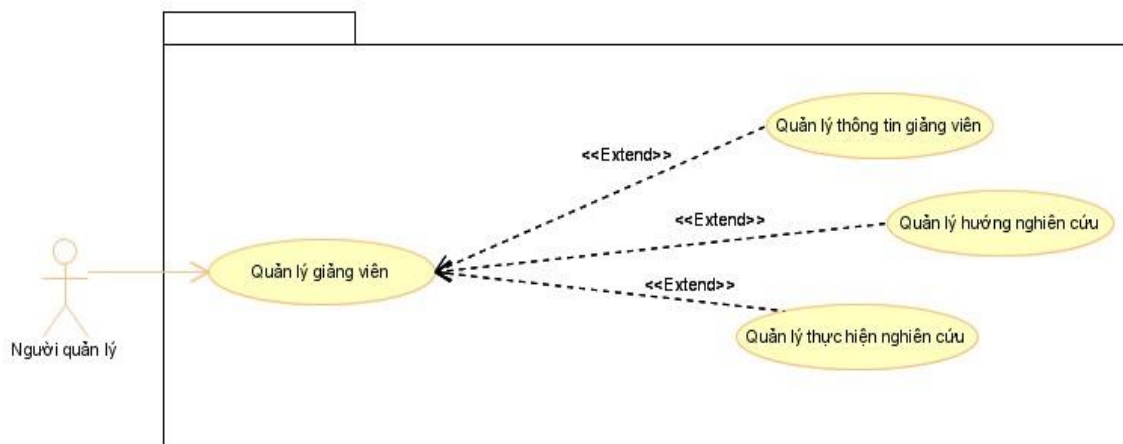 Quản lý thông tin giảng viên
<<Extend>>
<<Extend>>
Quản lý hướng nghiên cứu
Quản lý giảng viên
<<Extend>>
Quản lý thực hiện nghiên cứu
Người quản lý